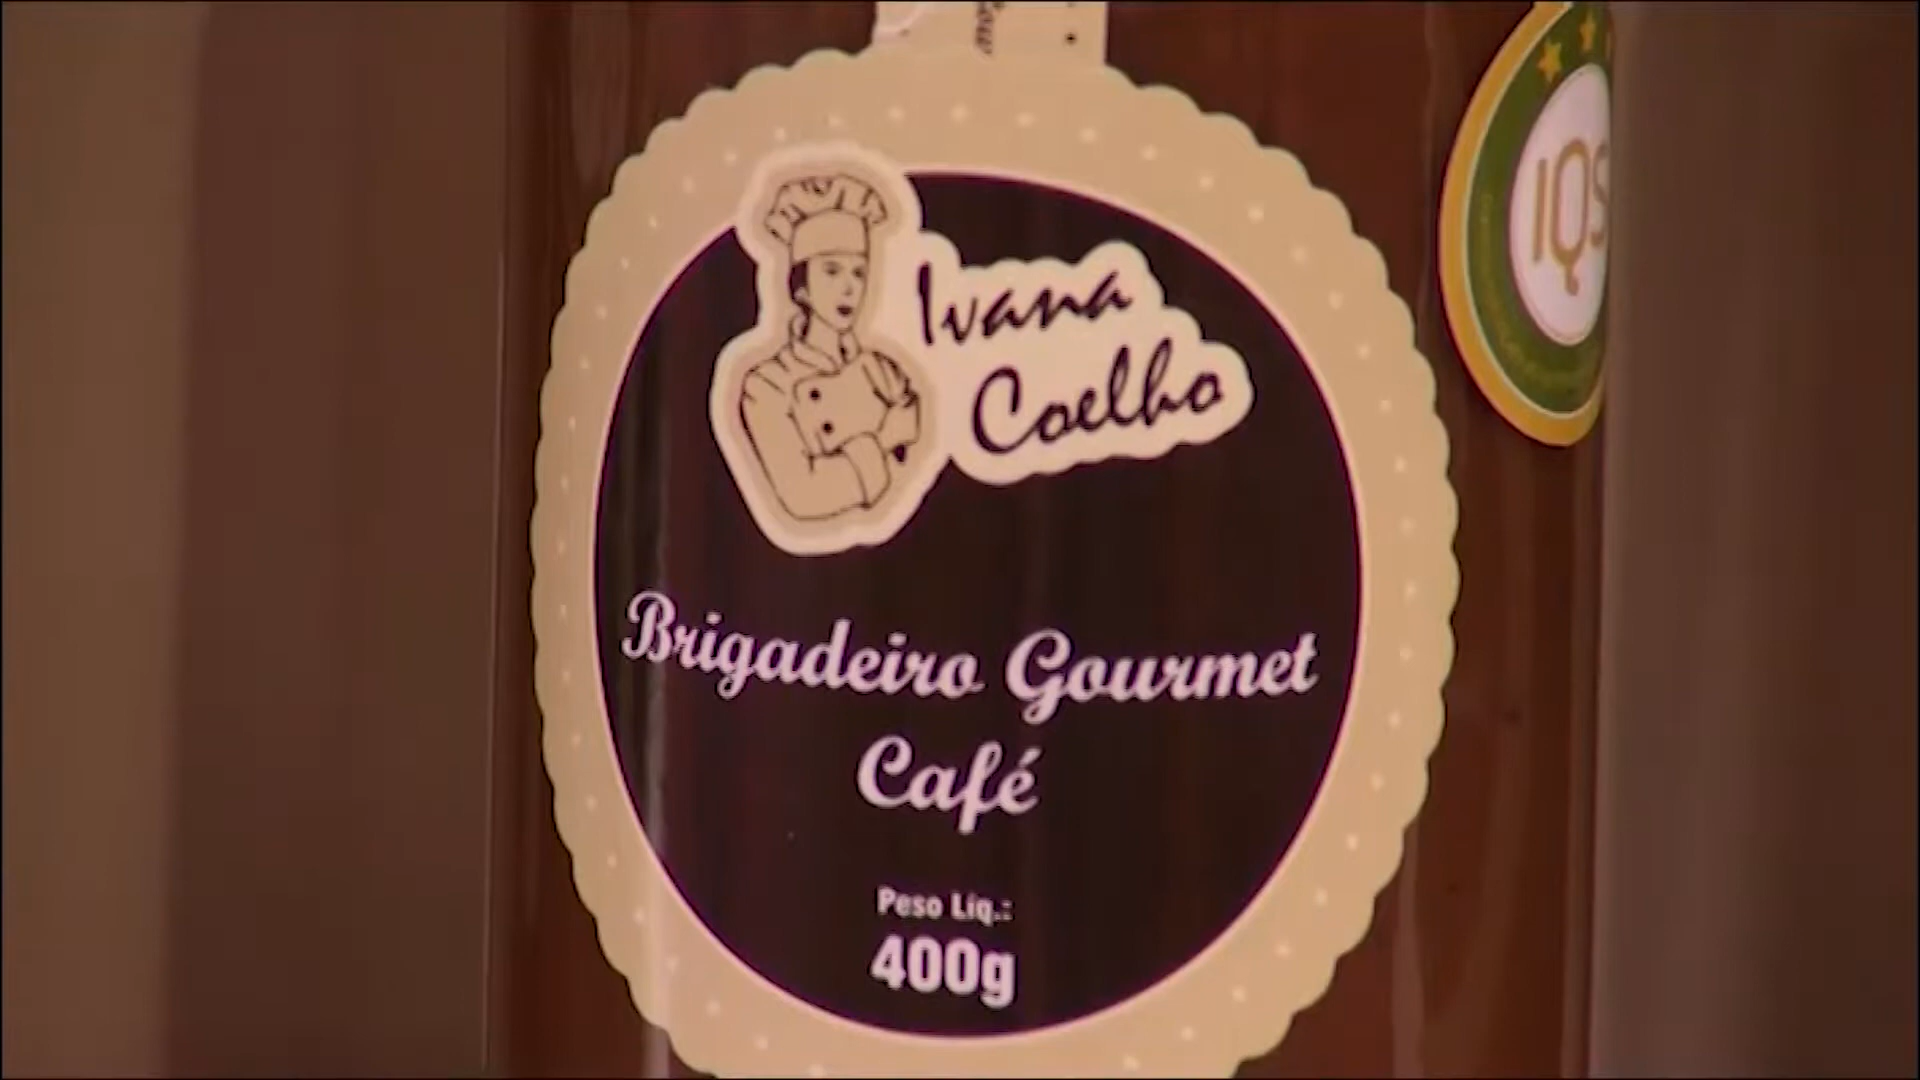 Ivana
Coelho
IQS
Brigadeiro Gourmet
Café
Peso Líq.:
400g